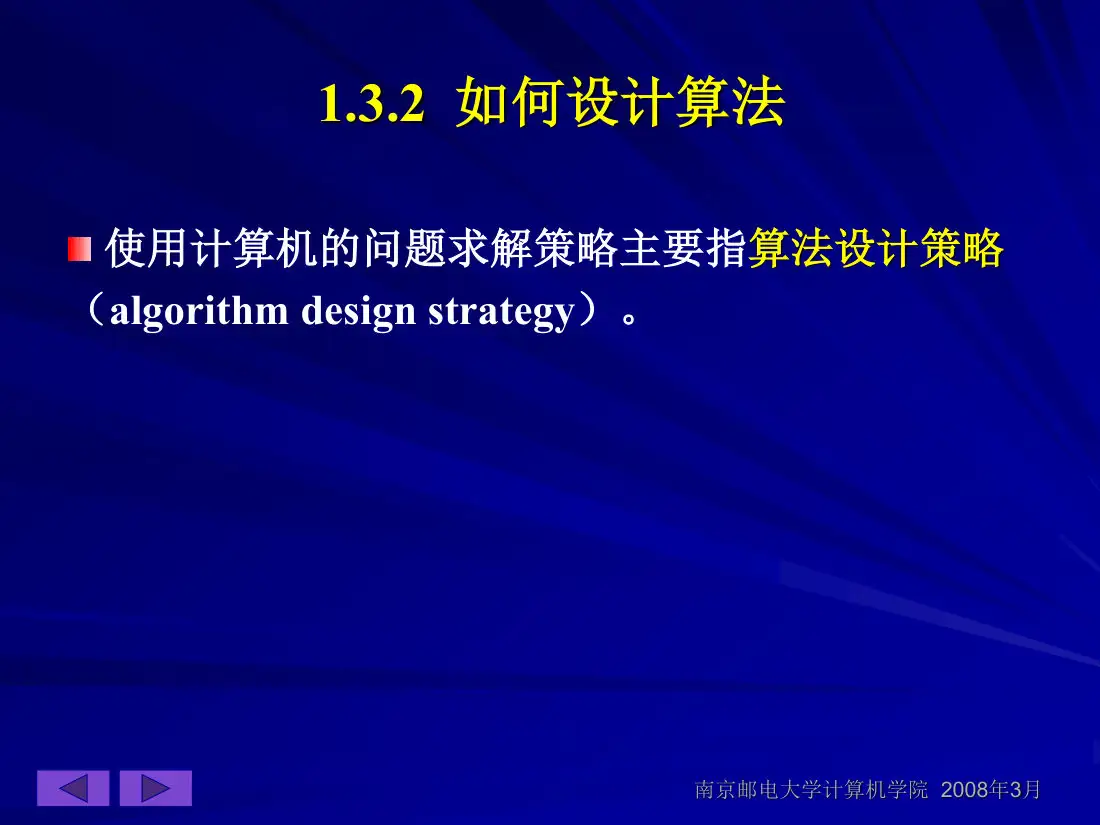 1.3.2 如何设计算法
使用计算机的问题求解策略主要指算法设计策略
（algorithm design strategy）。
南京邮电大学计算机学院 2008年3月